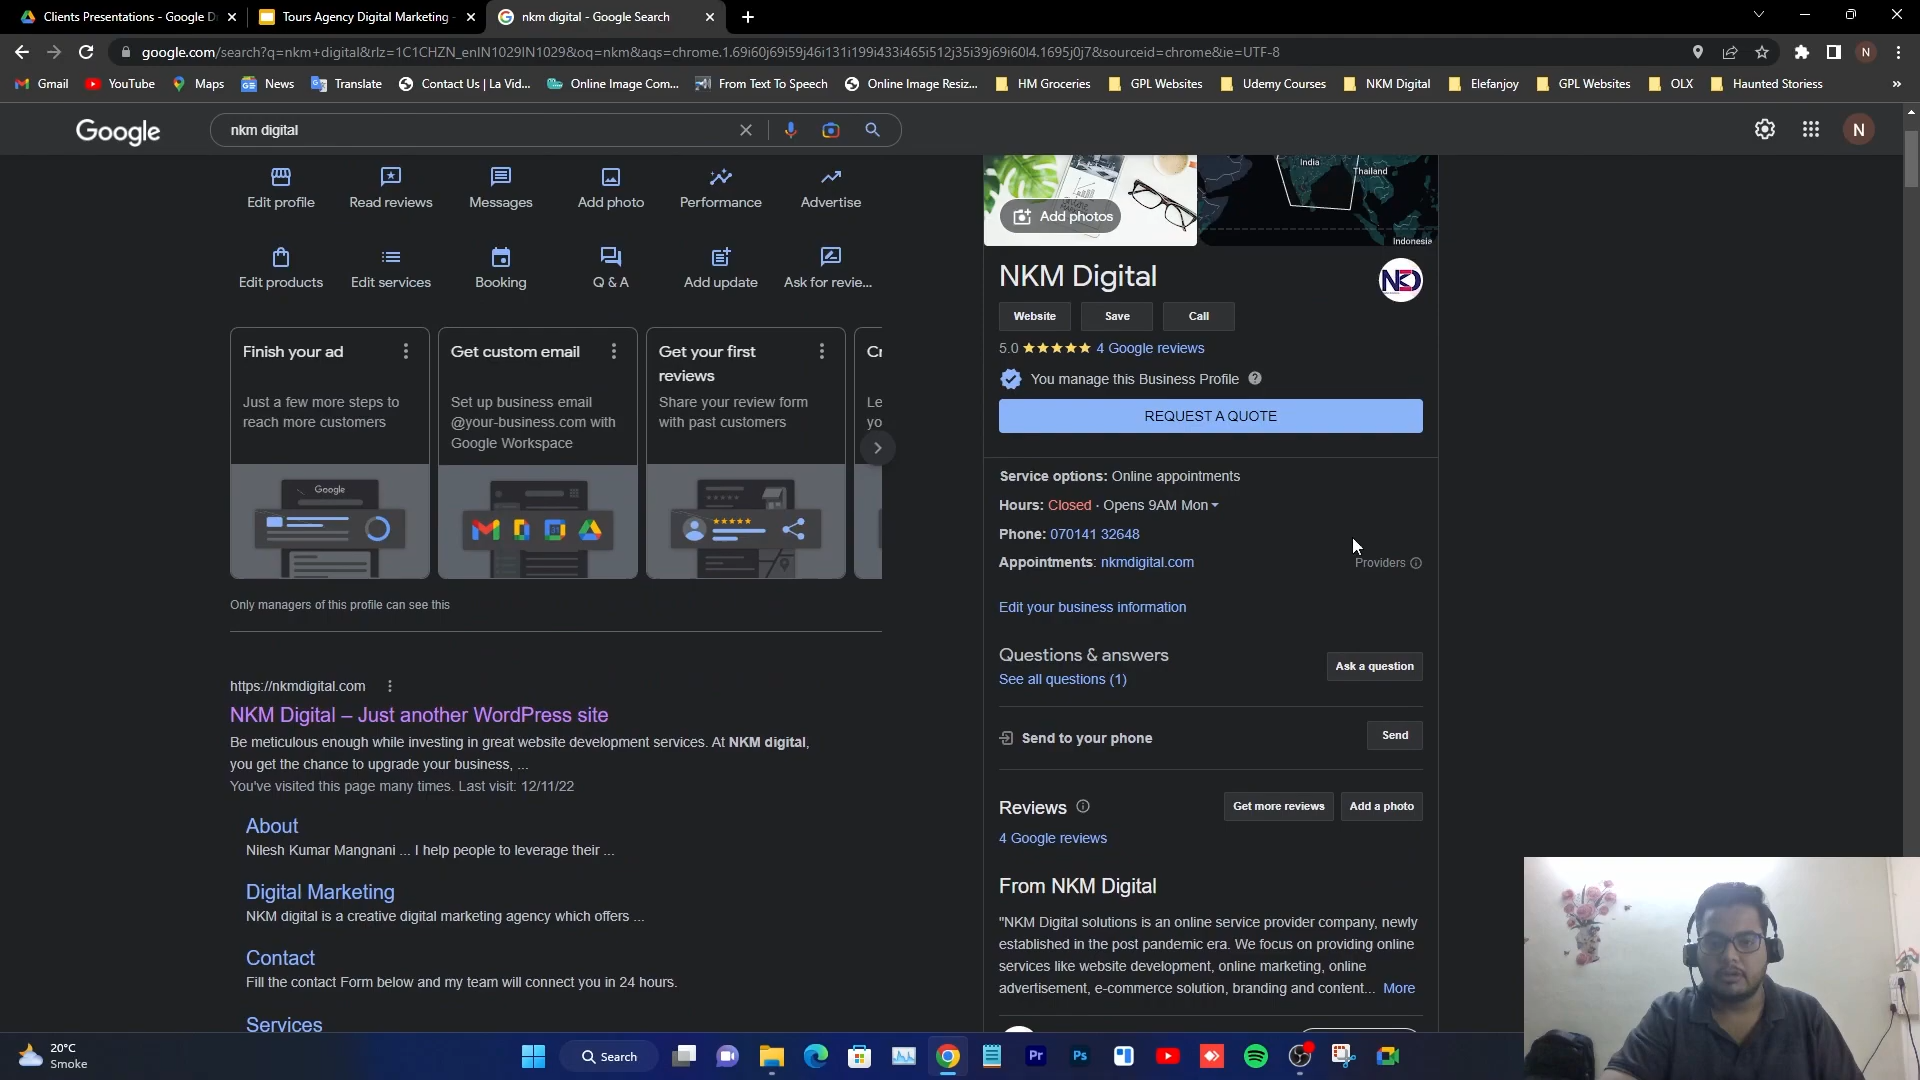 Clients Presentations - Google D
Tours Agency Digital Marketing -
nkm digital - Google Search
google.com/search?q=nkm+digital&rlz=1C1CHZN_enIN1029IN1029&oq=nkm&aqs=chrome.1.69i60j69i59j46i131i199i433i465i512j35i39j69i60l4.1695j0j7&sourceid=chrome&ie=UTF-8
N
Gmail
YouTube
Maps
News
Translate
Contact Us | La Vid...
Online Image Com...
From Text To Speech
Online Image Resiz...
HM Groceries
GPL Websites
Udemy Courses
NKM Digital
Elefanjoy
GPL Websites
OLX
Haunted Storiess
»
Google
nkm digital
N
Edit profile
Read reviews
Messages
Add photo
Performance
Advertise
Edit products
Edit services
Booking
Q & A
Add update
Ask for revie...
Finish your ad
Just a few more steps to
reach more customers
Google
Get custom email
Set up business email
@your-business.com with
Google Workspace
Get your first
reviews
Share your review form
with past customers
Cr
Le
yo
Only managers of this profile can see this
https://nkmdigital.com
NKM Digital – Just another WordPress site
Be meticulous enough while investing in great website development services. At NKM digital,
you get the chance to upgrade your business, ...
You've visited this page many times. Last visit: 12/11/22
About
Nilesh Kumar Mangnani ... I help people to leverage their ...
Digital Marketing
NKM digital is a creative digital marketing agency which offers ...
Contact
Fill the contact Form below and my team will connect you in 24 hours.
Services
Add photos
India
Thailand
Indonesia
NKM Digital
NKD
Website
Save
Call
5.0 ★★★★★ 4 Google reviews
You manage this Business Profile
REQUEST A QUOTE
Service options: Online appointments
Hours: Closed · Opens 9AM Mon
Phone: 070141 32648
Appointments: nkmdigital.com
Providers
Edit your business information
Questions & answers
See all questions (1)
Ask a question
Send to your phone
Send
Reviews
Get more reviews
Add a photo
4 Google reviews
From NKM Digital
"NKM Digital solutions is an online service provider company, newly
established in the post pandemic era. We focus on providing online
services like website development, online marketing, online
advertisement, e-commerce solution, branding and content... More
20°C
Smoke
Search
Pr
Ps